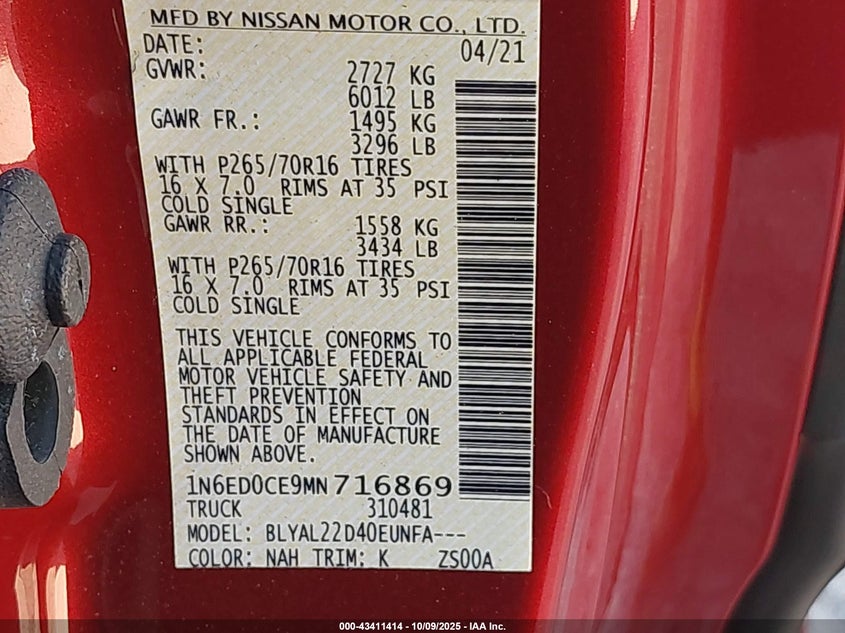 MFD BY NISSAN MOTOR CO., LTD.
DATE: 04/21
GVWR: 2727 KG
6012 LB
GAWR FR.: 1495 KG
3296 LB
WITH P265/70R16 TIRES
16 X 7.0 RIMS AT 35 PSI
COLD SINGLE
GAWR RR.: 1558 KG
3434 LB
WITH P265/70R16 TIRES
16 X 7.0 RIMS AT 35 PSI
COLD SINGLE
THIS VEHICLE CONFORMS TO
ALL APPLICABLE FEDERAL
MOTOR VEHICLE SAFETY AND
THEFT PREVENTION
STANDARDS IN EFFECT ON
THE DATE OF MANUFACTURE
SHOWN ABOVE.
1N6ED0CE9MN716869
TRUCK 310481
MODEL: BLYAL22D40EUNFA---
COLOR: NAH TRIM: K ZS00A
000-43411414 - 10/09/2025 - IAA Inc.